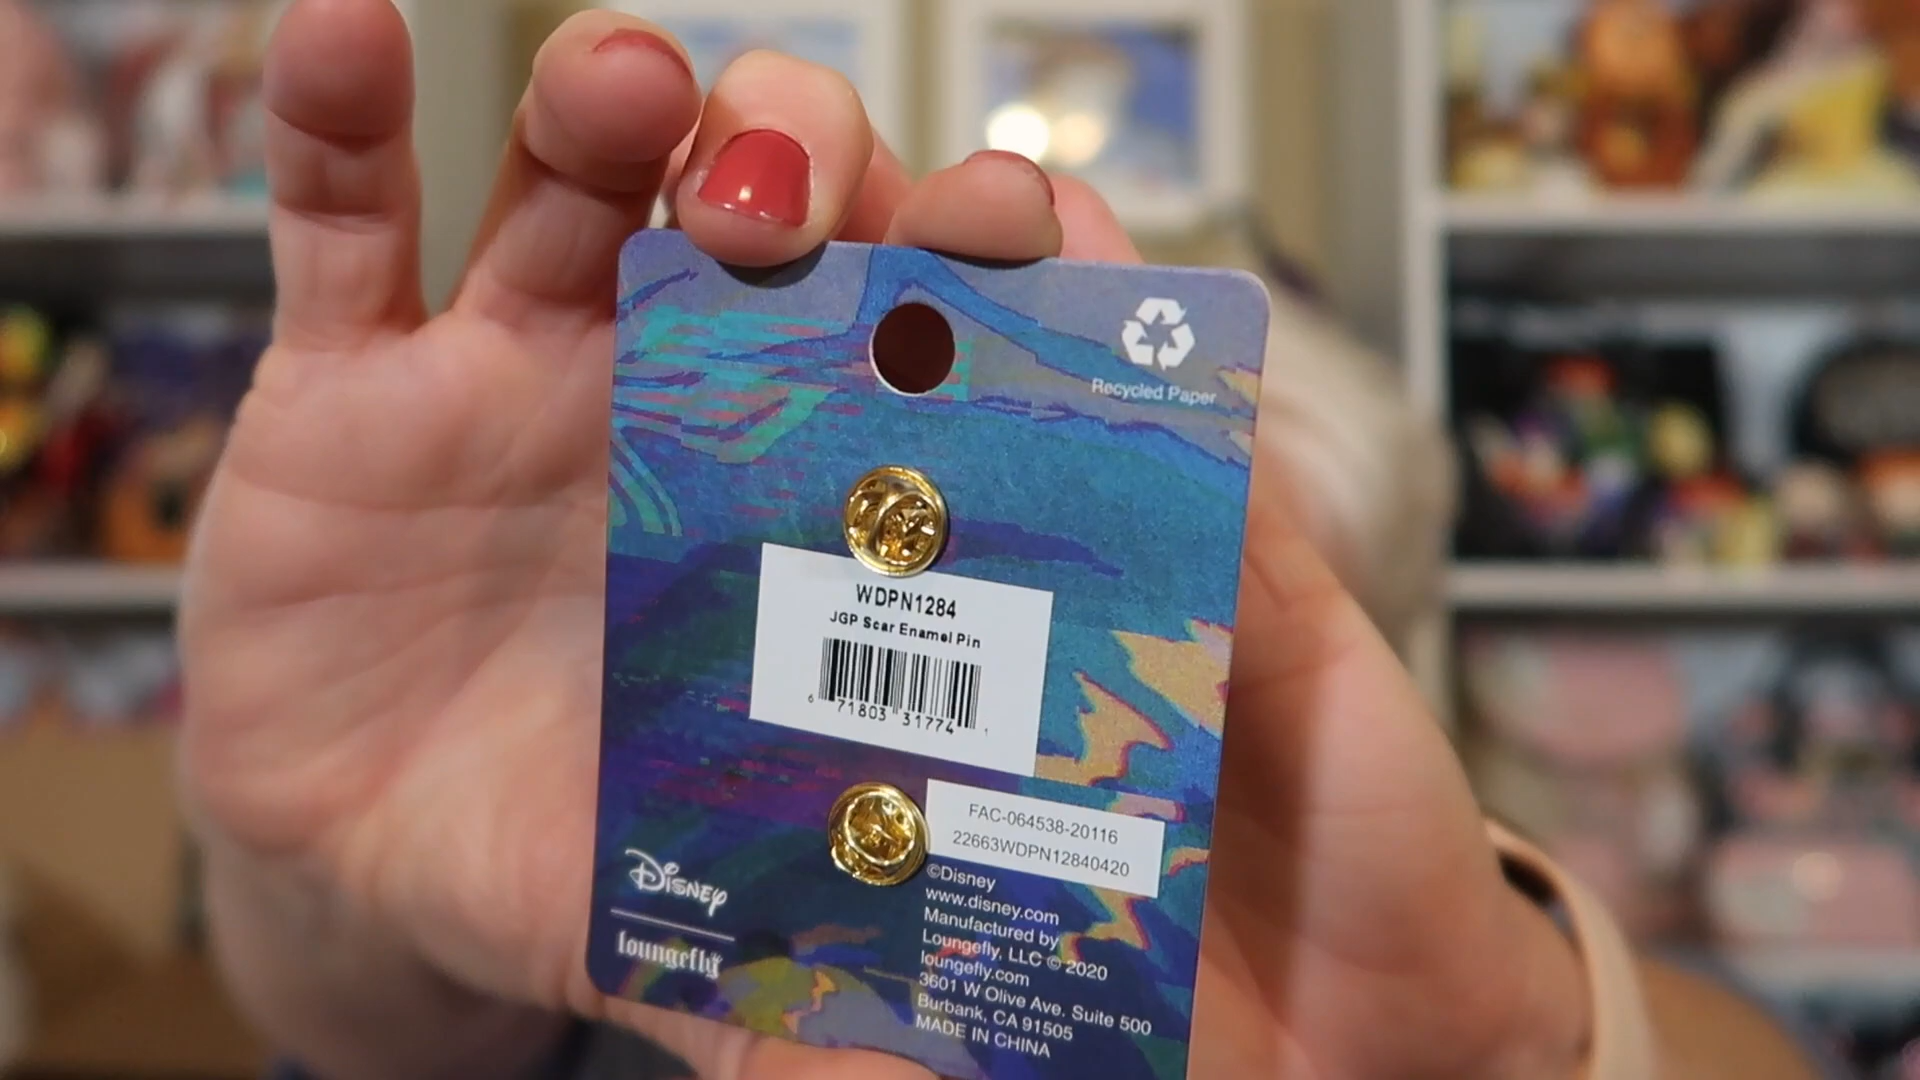 Recycled Paper
WDPN1284
JGP Scar Enamel Pin
6 71803 31774 1
FAC-064538-20116
22663WDPN12840420
Disney
loungefly
©Disney
www.disney.com
Manufactured by
Loungefly, LLC © 2020
loungefly.com
3601 W Olive Ave. Suite 500
Burbank, CA 91505
MADE IN CHINA